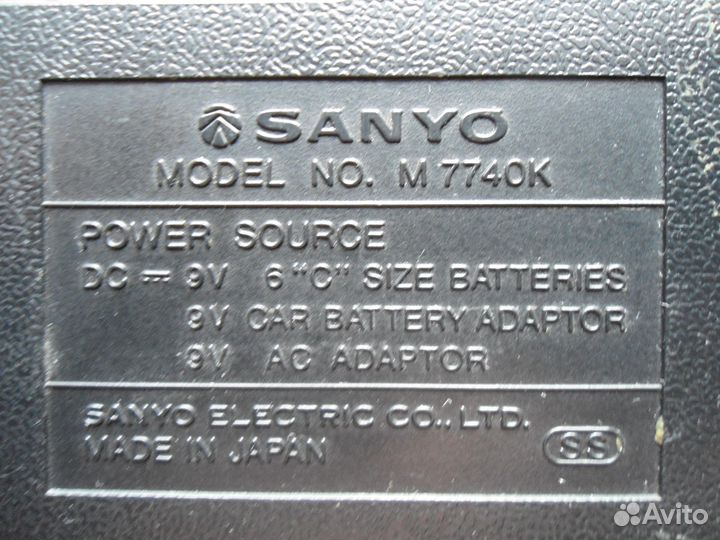 SANYO
MODEL NO. M 7740K
POWER SOURCE
DC ⎓ 9V 6 "C" SIZE BATTERIES
9V CAR BATTERY ADAPTOR
9V AC ADAPTOR
SANYO ELECTRIC CO., LTD.
MADE IN JAPAN
SS
Avito